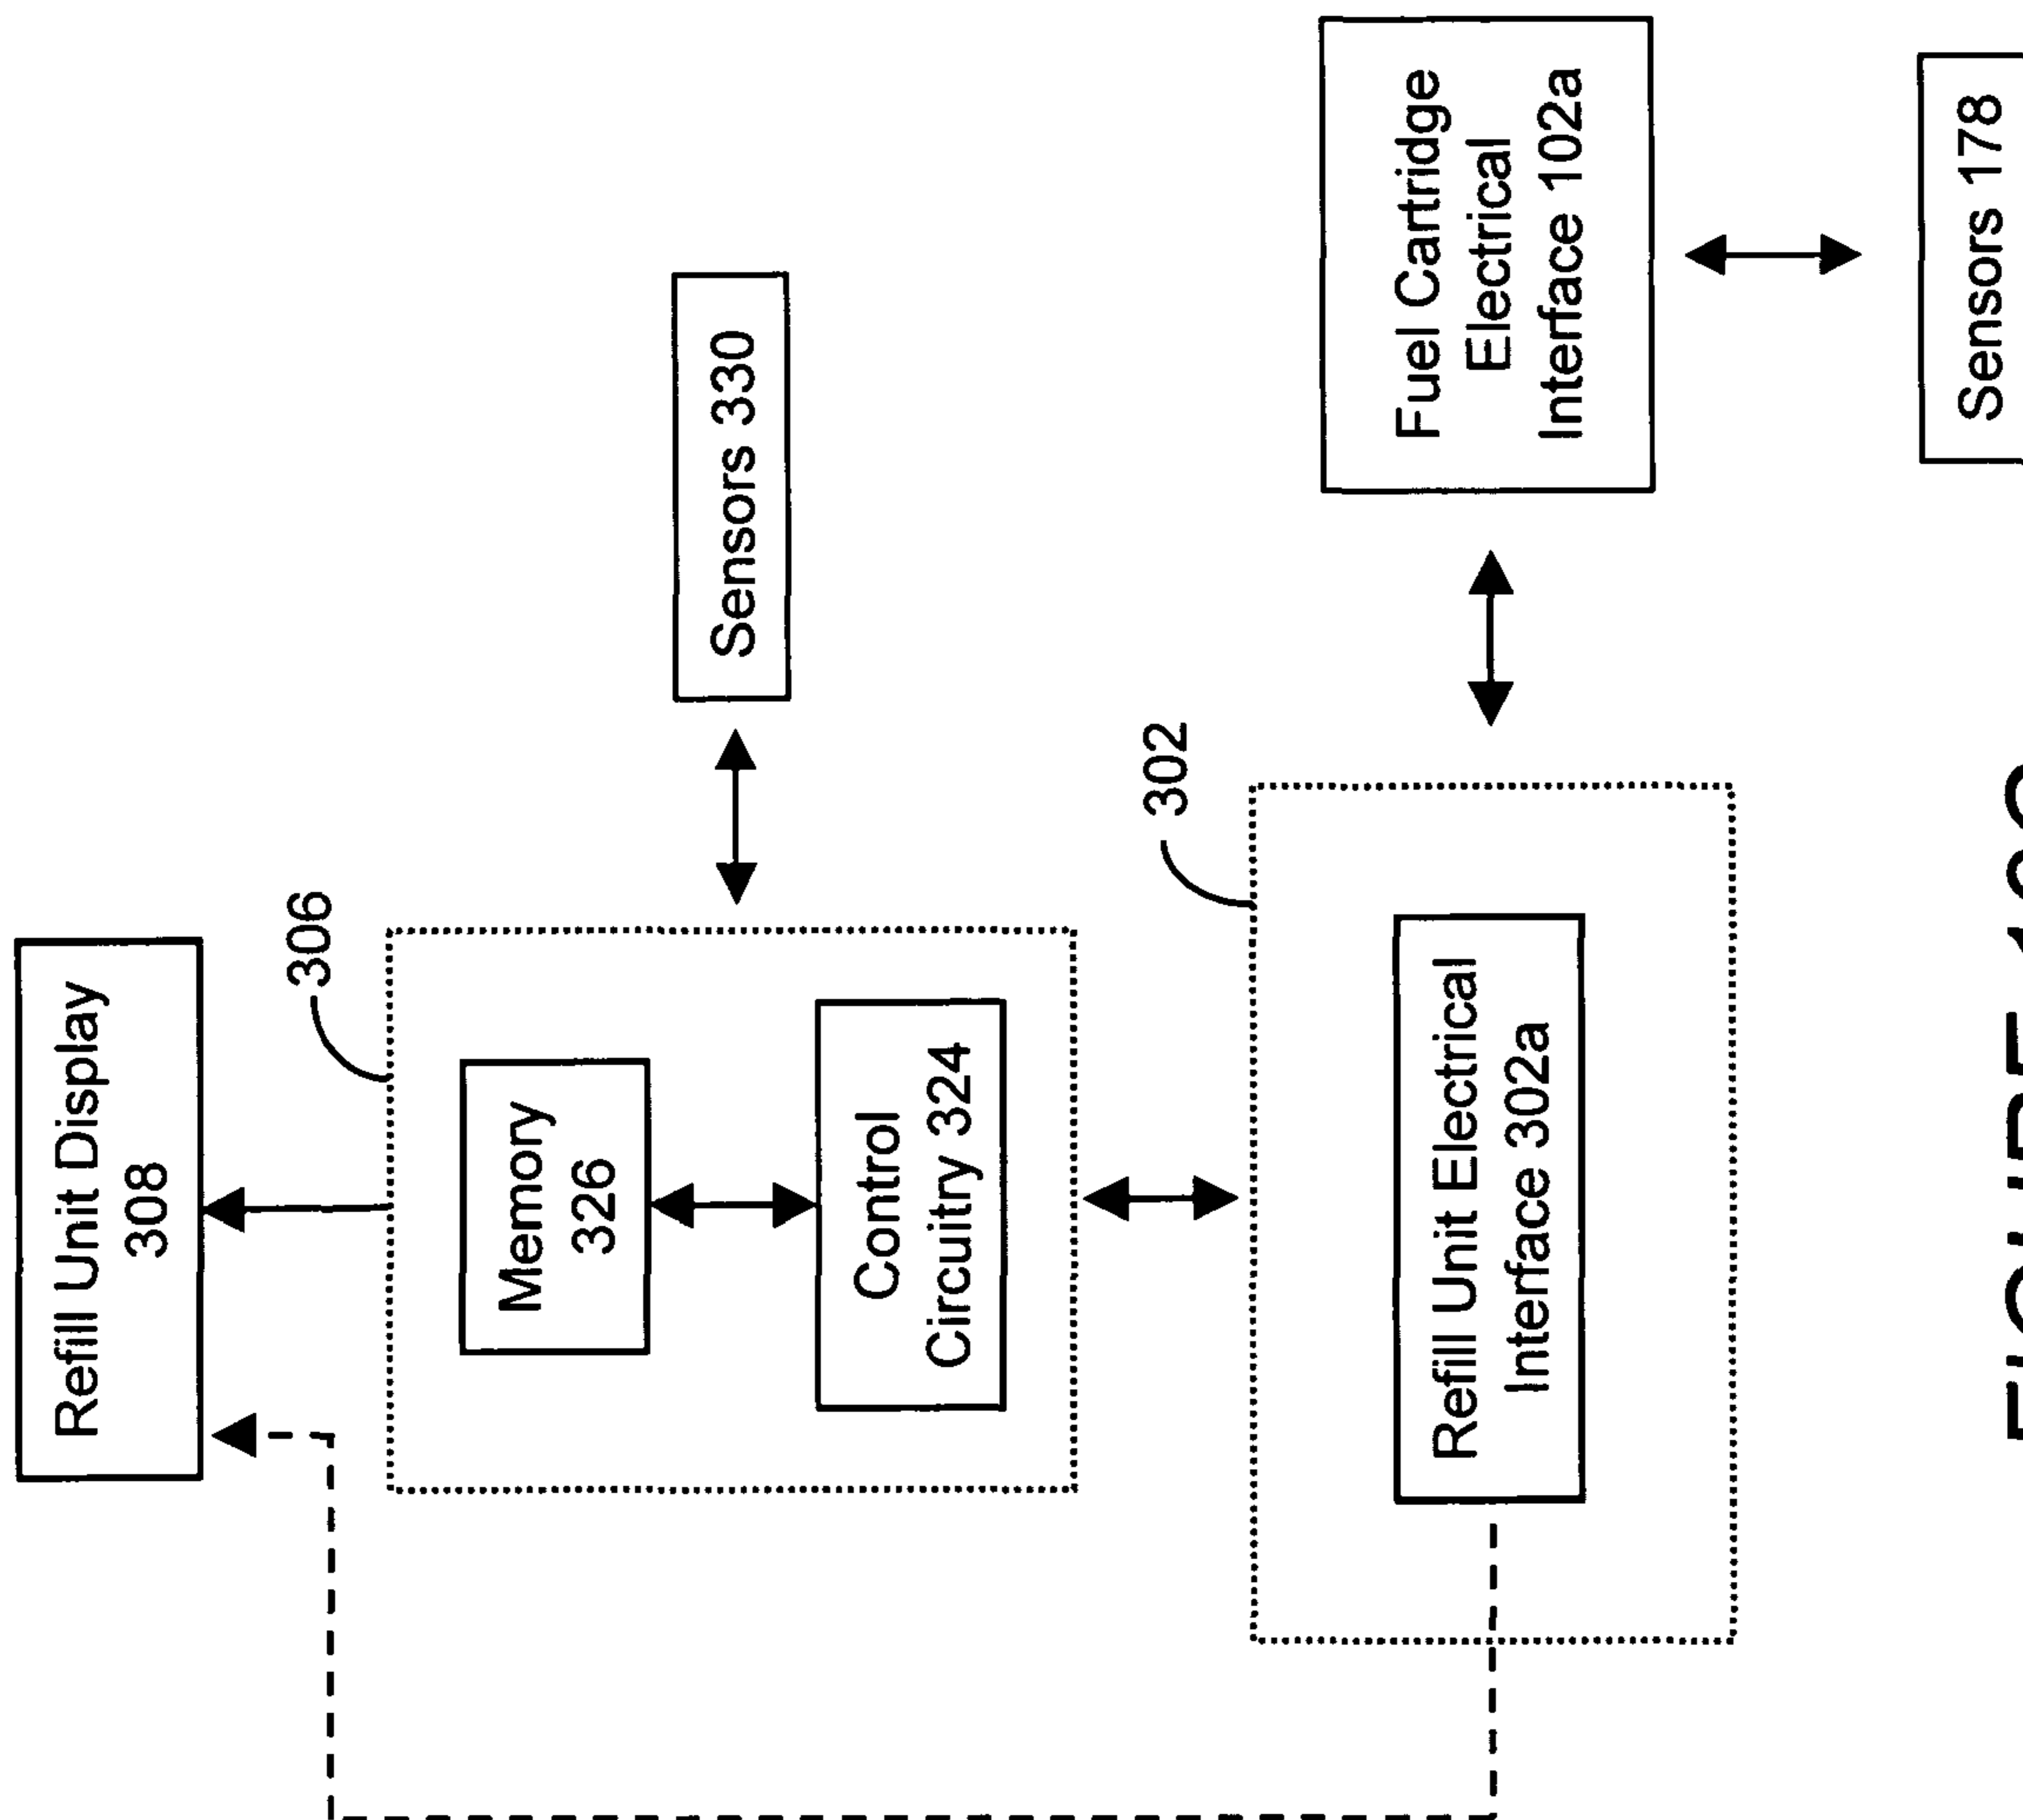 Refill Unit Display
308
306
Memory
326
Sensors 330
Control
Circuitry 324
302
Refill Unit Electrical
Interface 302a
Fuel Cartridge
Electrical
Interface 102a
Sensors 178
FIGURE